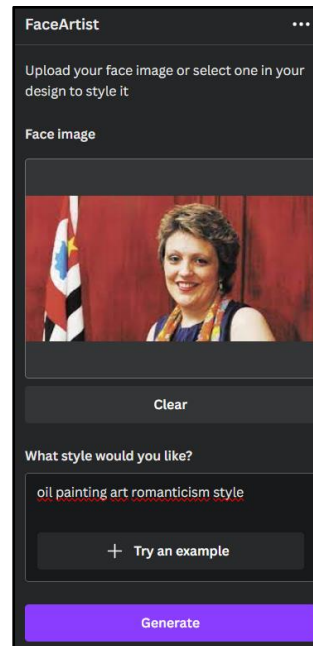 FaceArtist
Upload your face image or select one in your
design to style it
Face image
Clear
What style would you like?
oil painting art romanticism style
+ Try an example
Generate